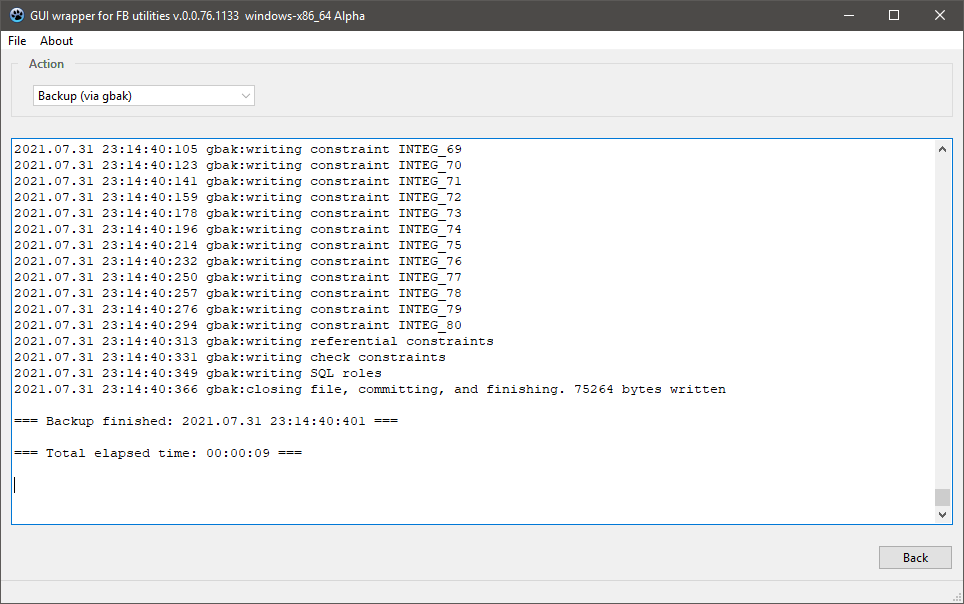 GUI wrapper for FB utilities v.0.0.76.1133 windows-x86_64 Alpha
File About
Action
Backup (via gbak)
2021.07.31 23:14:40:105 gbak:writing constraint INTEG_69
2021.07.31 23:14:40:123 gbak:writing constraint INTEG_70
2021.07.31 23:14:40:141 gbak:writing constraint INTEG_71
2021.07.31 23:14:40:159 gbak:writing constraint INTEG_72
2021.07.31 23:14:40:178 gbak:writing constraint INTEG_73
2021.07.31 23:14:40:196 gbak:writing constraint INTEG_74
2021.07.31 23:14:40:214 gbak:writing constraint INTEG_75
2021.07.31 23:14:40:232 gbak:writing constraint INTEG_76
2021.07.31 23:14:40:250 gbak:writing constraint INTEG_77
2021.07.31 23:14:40:257 gbak:writing constraint INTEG_78
2021.07.31 23:14:40:276 gbak:writing constraint INTEG_79
2021.07.31 23:14:40:294 gbak:writing constraint INTEG_80
2021.07.31 23:14:40:313 gbak:writing referential constraints
2021.07.31 23:14:40:331 gbak:writing check constraints
2021.07.31 23:14:40:349 gbak:writing SQL roles
2021.07.31 23:14:40:366 gbak:closing file, committing, and finishing. 75264 bytes written
=== Backup finished: 2021.07.31 23:14:40:401 ===
=== Total elapsed time: 00:00:09 ===
Back